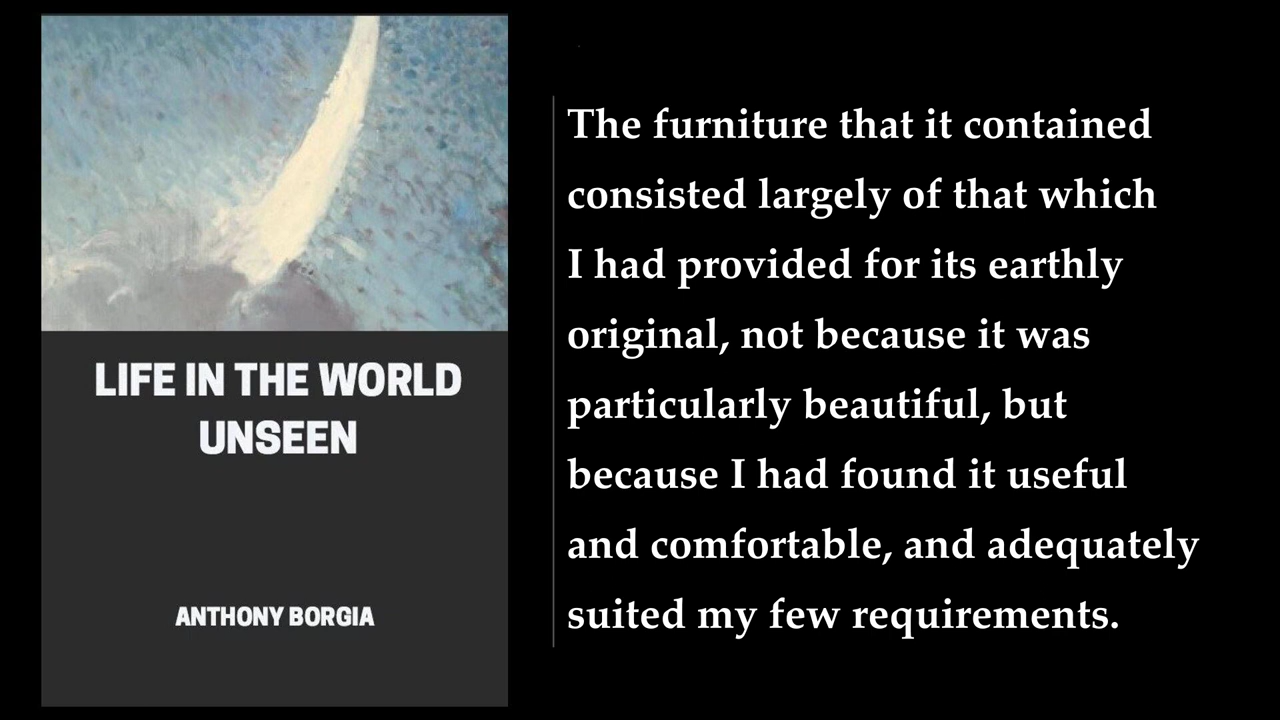 LIFE IN THE WORLD
UNSEEN
ANTHONY BORGIA
The furniture that it contained
consisted largely of that which
I had provided for its earthly
original, not because it was
particularly beautiful, but
because I had found it useful
and comfortable, and adequately
suited my few requirements.